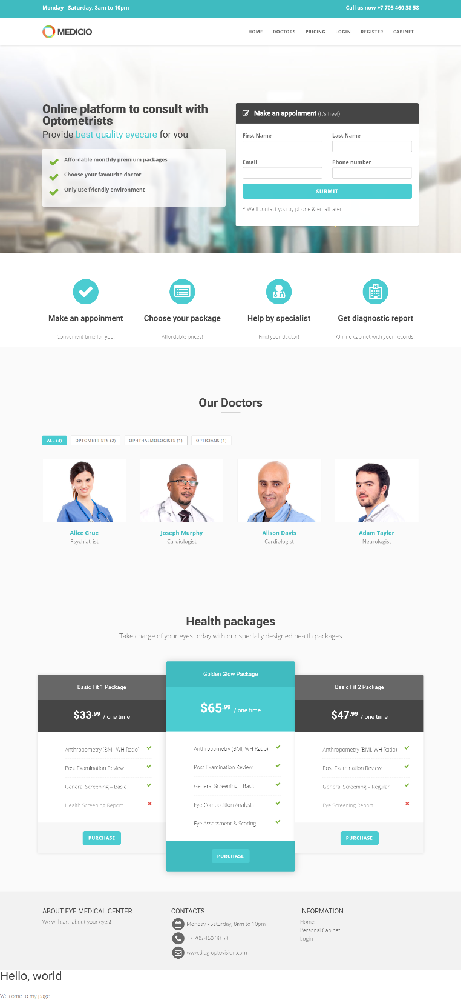 Monday - Saturday, 8am to 10pm
Call us now +7 705 460 38 58
MEDICIO
HOME DOCTORS PRICING LOGIN REGISTER CABINET
Online platform to consult with
Optometrists
Provide best quality eyecare for you
Affordable monthly premium packages
Choose your favourite doctor
Only use friendly environment
Make an appoinment (It's free!)
First Name Last Name
Email Phone number
SUBMIT
* We'll contact you by phone & email later
Make an appoinment
Convenient time for you!
Choose your package
Affordable prices!
Help by specialist
Find your doctor!
Get diagnostic report
Online cabinet with your records!
Our Doctors
ALL (4) OPTOMETRISTS (2) OPHTHALMOLOGISTS (1) OPTICIANS (1)
Alice Grue
Psychiatrist
Joseph Murphy
Cardiologist
Alison Davis
Cardiologist
Adam Taylor
Neurologist
Health packages
Take charge of your eyes today with our specially designed health packages
Basic Fit 1 Package
$33.99 / one time
Anthropometry (BMI, WH Ratio)
Post Examination Review
General Screening – Basic
Health Screening Report
PURCHASE
Golden Glow Package
$65.99 / one time
Anthropometry (BMI, WH Ratio)
Post Examination Review
General Screening – Basic
Eye Composition Analysis
Eye Assessment & Scoring
PURCHASE
Basic Fit 2 Package
$47.99 / one time
Anthropometry (BMI, WH Ratio)
Post Examination Review
General Screening – Regular
Eye Screening Report
PURCHASE
ABOUT EYE MEDICAL CENTER
We will care about your eyes!
CONTACTS
Monday - Saturday, 8am to 10pm
+7 705 460 38 58
www.diag-optovision.com
INFORMATION
Home
Personal Cabinet
Login
Hello, world
Welcome to my page